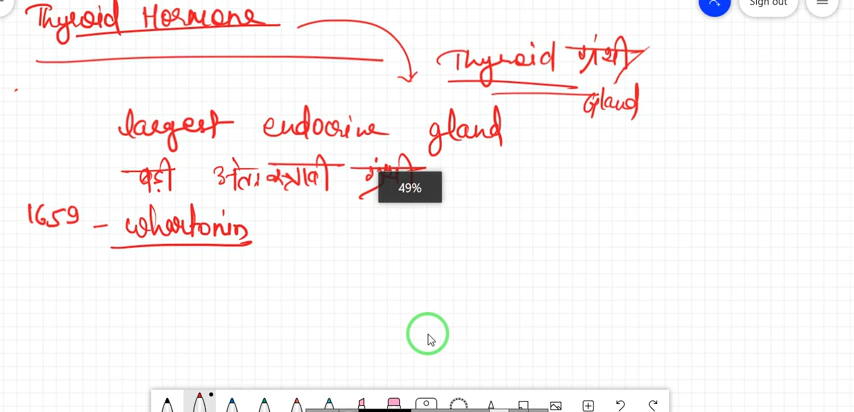 Sign out
Thyroid Hormone
Thyroid ग्रंथी
Gland
largest endocrine gland
बड़ी अंतः स्त्रावी ग्रंथी
49%
1659 - whartonin